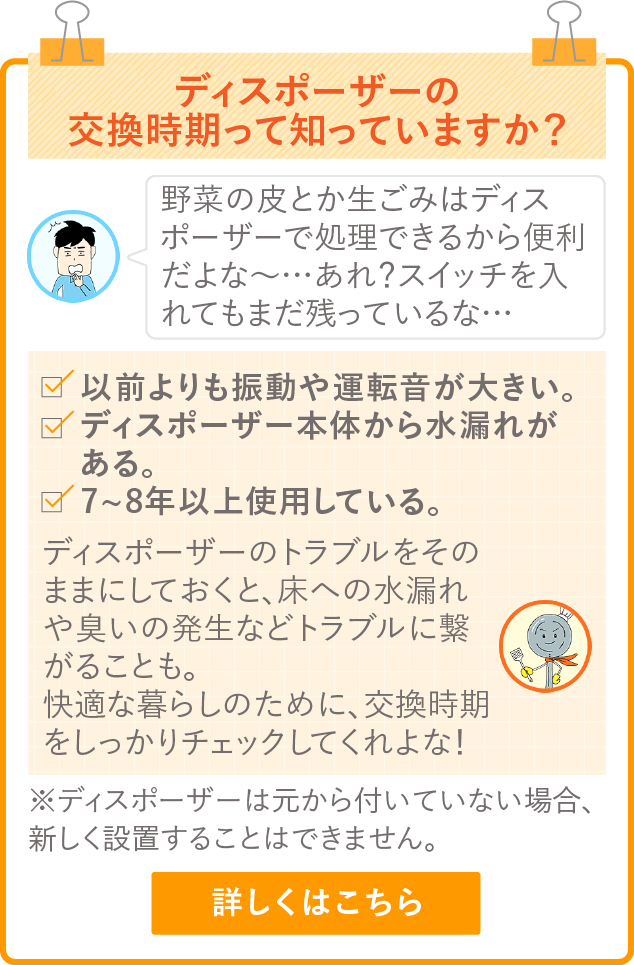 ディスポーザーの
交換時期って知っていますか？
野菜の皮とか生ごみはディス
ポーザーで処理できるから便利
だよな～…あれ？スイッチを入
れてもまだ残っているな…
以前よりも振動や運転音が大きい。
ディスポーザー本体から水漏れが
ある。
7~8年以上使用している。
ディスポーザーのトラブルをその
ままにしておくと、床への水漏れ
や臭いの発生などトラブルに繋
がることも。
快適な暮らしのために、交換時期
をしっかりチェックしてくれよな！
※ディスポーザーは元から付いていない場合、
新しく設置することはできません。
詳しくはこちら